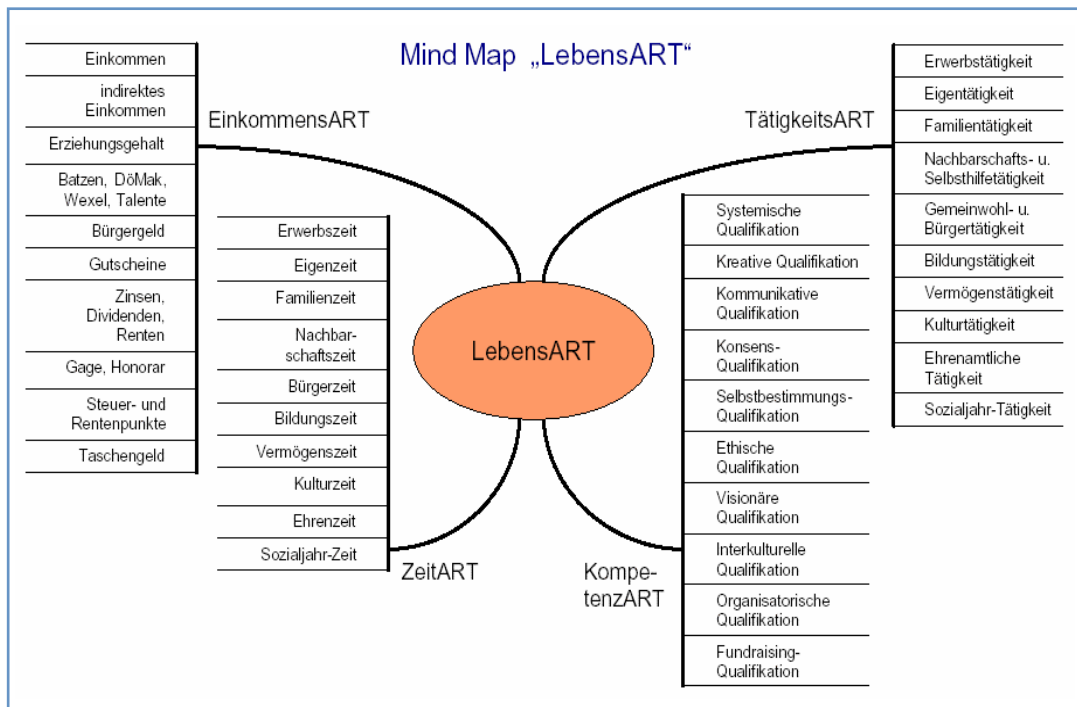 Mind Map „LebensART“
EinkommensART
Einkommen
indirektes
Einkommen
Erziehungsgehalt
Batzen, DöMak,
Wexel, Talente
Bürgergeld
Gutscheine
Zinsen,
Dividenden,
Renten
Gage, Honorar
Steuer- und
Rentenpunkte
Taschengeld
ZeitART
Erwerbszeit
Eigenzeit
Familienzeit
Nachbar-
schaftszeit
Bürgerzeit
Bildungszeit
Vermögenszeit
Kulturzeit
Ehrenzeit
Sozialjahr-Zeit
LebensART
Kompe-
tenzART
Systemische
Qualifikation
Kreative Qualifikation
Kommunikative
Qualifikation
Konsens-
Qualifikation
Selbstbestimmungs-
Qualifikation
Ethische
Qualifikation
Visionäre
Qualifikation
Interkulturelle
Qualifikation
Organisatorische
Qualifikation
Fundraising-
Qualifikation
TätigkeitsART
Erwerbstätigkeit
Eigentätigkeit
Familientätigkeit
Nachbarschafts- u.
Selbsthilfetätigkeit
Gemeinwohl- u.
Bürgertätigkeit
Bildungstätigkeit
Vermögenstätigkeit
Kulturtätigkeit
Ehrenamtliche
Tätigkeit
Sozialjahr-Tätigkeit